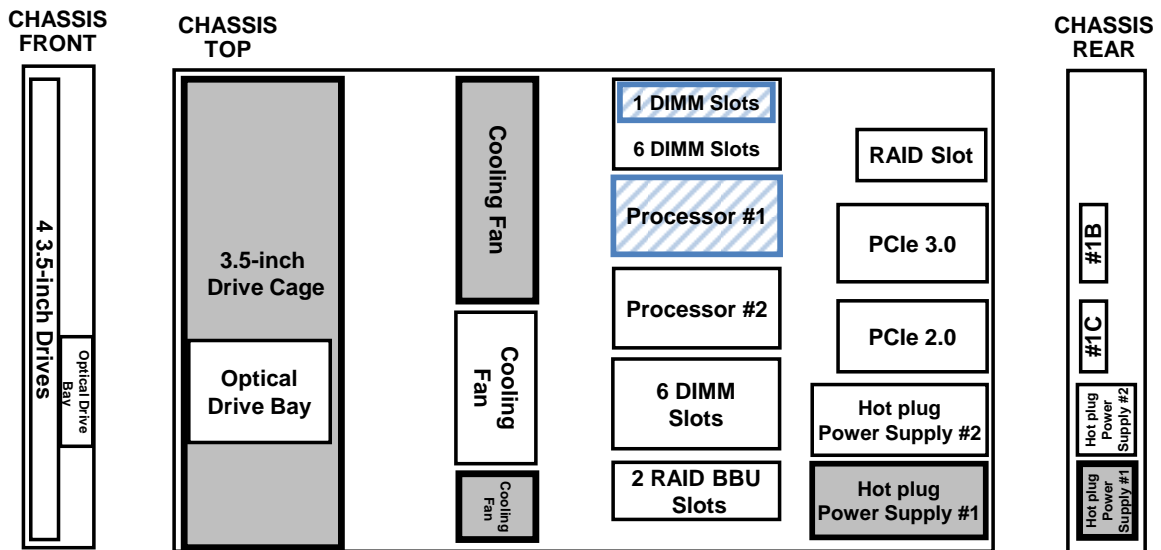 CHASSIS
FRONT
4 3.5-inch Drives
Optical Drive
Bay
CHASSIS
TOP
3.5-inch
Drive Cage
Optical
Drive Bay
Cooling Fan
Cooling
Fan
Cooling
Fan
1 DIMM Slots
6 DIMM Slots
Processor #1
Processor #2
6 DIMM
Slots
2 RAID BBU
Slots
RAID Slot
PCIe 3.0
PCIe 2.0
Hot plug
Power Supply #2
Hot plug
Power Supply #1
CHASSIS
REAR
#1B
#1C
Hot plug
Power
Supply #2
Hot plug
Power
Supply #1